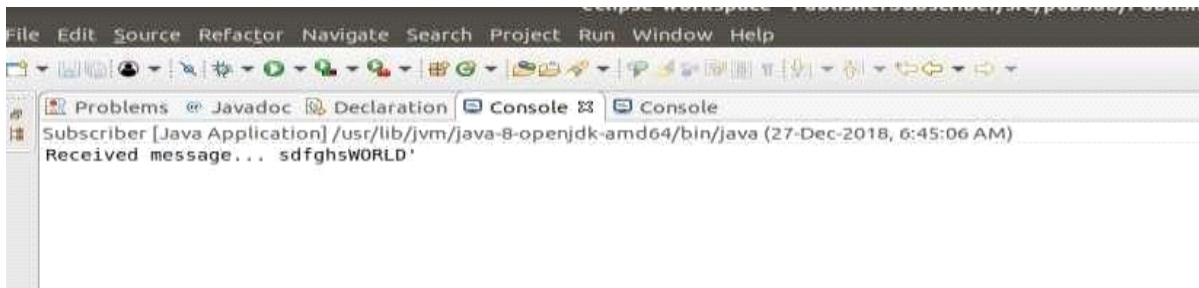 File Edit Source Refactor Navigate Search Project Run Window Help
Problems @ Javadoc Declaration Console Console
Subscriber [Java Application] /usr/lib/jvm/java-8-openjdk-amd64/bin/java (27-Dec-2018, 6:45:06 AM)
Received message... sdfghsWORLD'